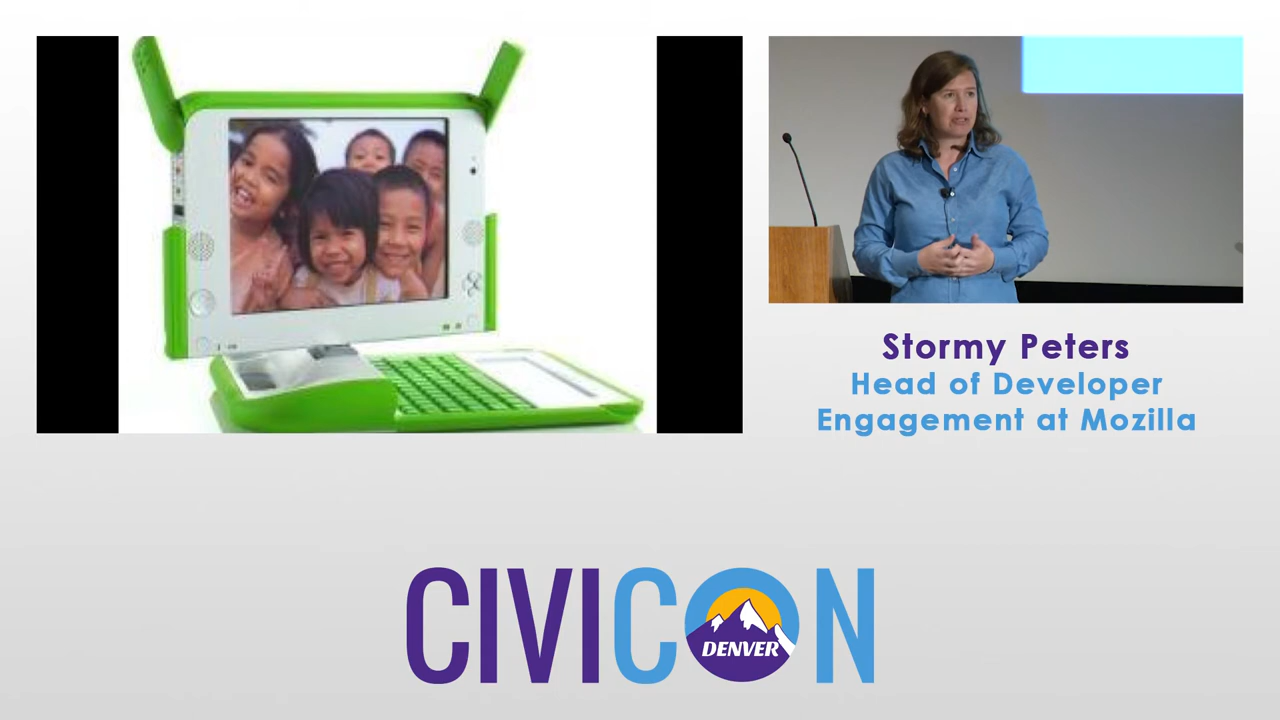 Stormy Peters
Head of Developer
Engagement at Mozilla
CIVICON
DENVER